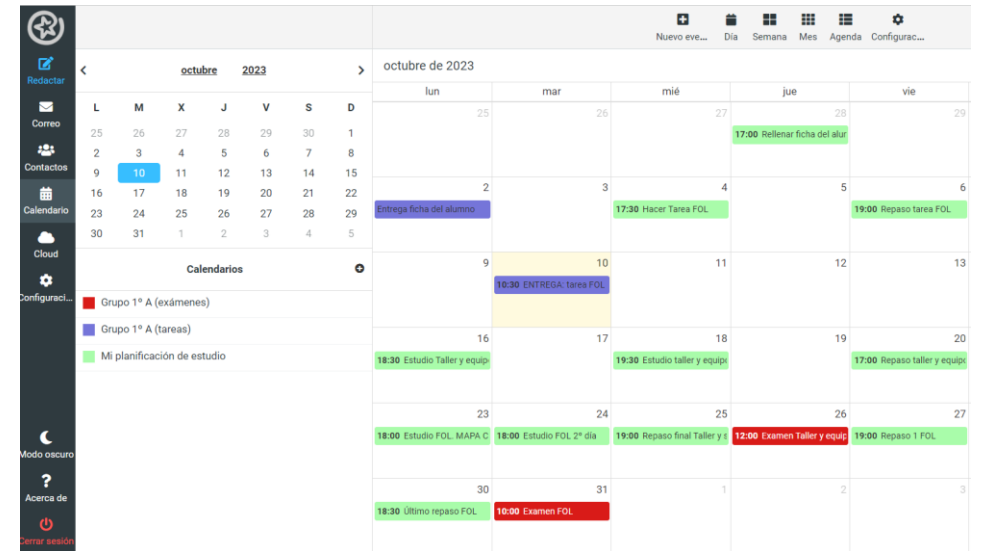 Nuevo eve... Día Semana Mes Agenda Configurac...
Redactar
Correo
Contactos
Calendario
Cloud
Configuraci...
Modo oscuro
Acerca de
Cerrar sesión
octubre 2023
L M X J V S D
25 26 27 28 29 30 1
2 3 4 5 6 7 8
9 10 11 12 13 14 15
16 17 18 19 20 21 22
23 24 25 26 27 28 29
30 31 1 2 3 4 5
Calendarios
Grupo 1º A (exámenes)
Grupo 1º A (tareas)
Mi planificación de estudio
octubre de 2023
lun mar mié jue vie
25 26 27 28 29
17:00 Rellenar ficha del alur
2 3 4 5 6
Entrega ficha del alumno 17:30 Hacer Tarea FOL 19:00 Repaso tarea FOL
9 10 11 12 13
10:30 ENTREGA: tarea FOL
16 17 18 19 20
18:30 Estudio Taller y equipo 19:30 Estudio taller y equipo 17:00 Repaso taller y equipo
23 24 25 26 27
18:00 Estudio FOL. MAPA C 18:00 Estudio FOL 2º día 19:00 Repaso final Taller y s 12:00 Examen Taller y equip 19:00 Repaso 1 FOL
30 31 1 2 3
18:30 Último repaso FOL 10:00 Examen FOL